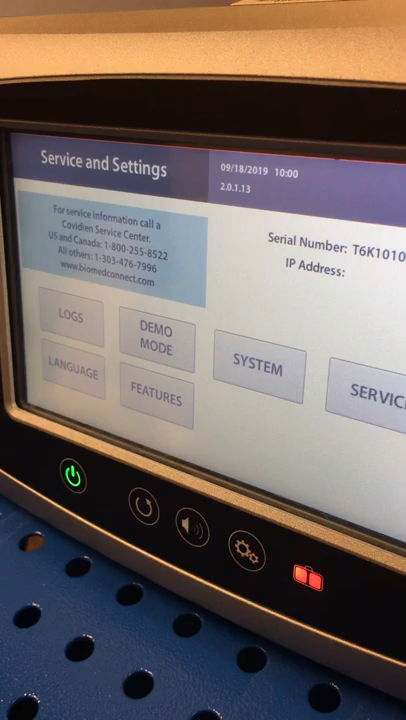 Service and Settings
09/18/2019 10:00
2.0.1.13
For service information call a
Covidien Service Center.
US and Canada: 1-800-255-8522
All others: 1-303-476-7996
www.biomedconnect.com
Serial Number: T6K1010
IP Address:
LOGS
DEMO
MODE
SYSTEM
SERVIC
LANGUAGE
FEATURES